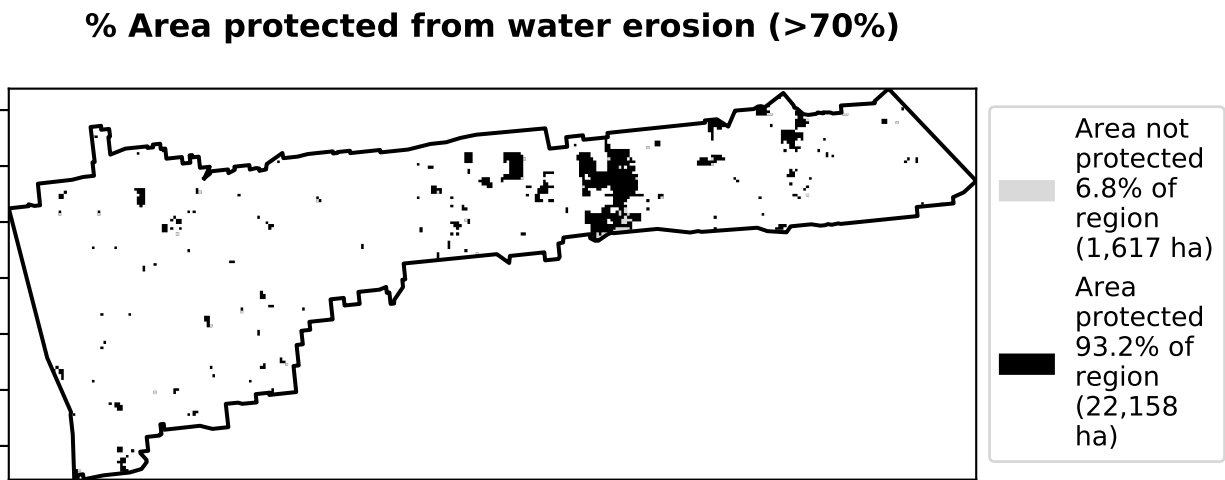 % Area protected from water erosion (>70%)
Area not
protected
6.8% of
region
(1,617 ha)
Area
protected
93.2% of
region
(22,158
ha)